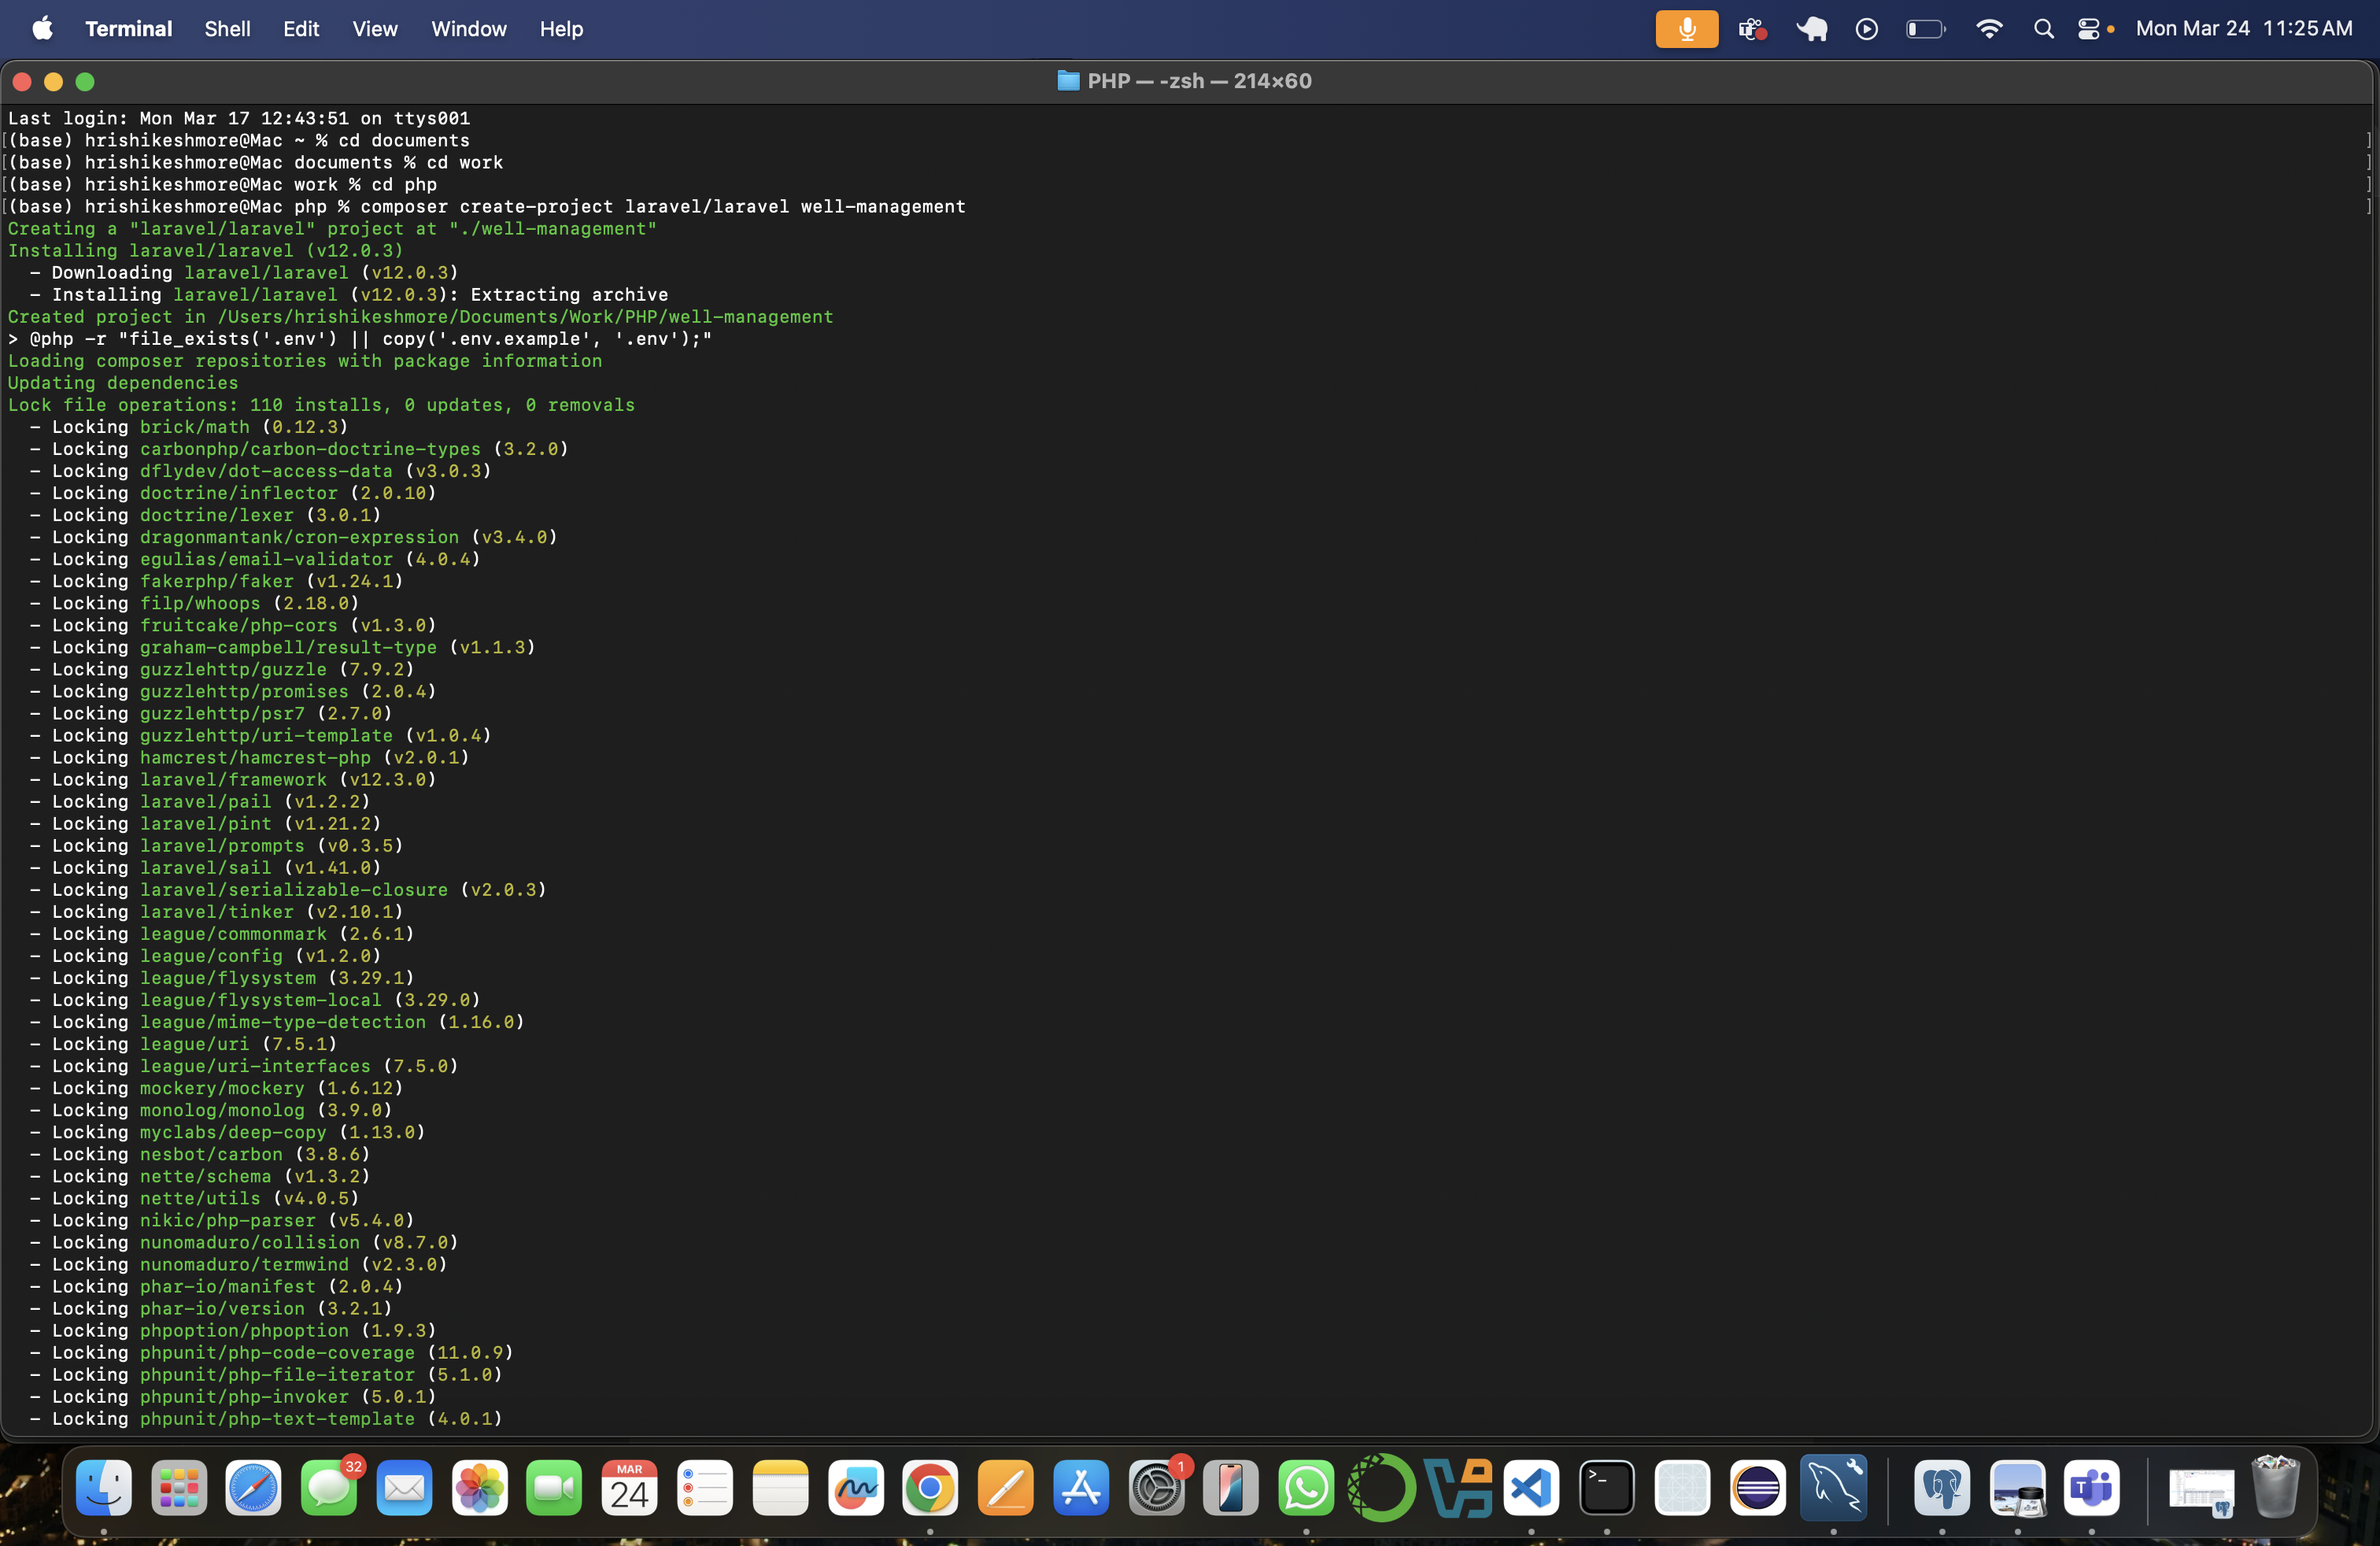 Terminal Shell Edit View Window Help Mon Mar 24 11:25 AM
PHP — -zsh — 214×60
Last login: Mon Mar 17 12:43:51 on ttys001
[(base) hrishikeshmore@Mac ~ % cd documents ]
[(base) hrishikeshmore@Mac documents % cd work ]
[(base) hrishikeshmore@Mac work % cd php ]
[(base) hrishikeshmore@Mac php % composer create-project laravel/laravel well-management ]
Creating a "laravel/laravel" project at "./well-management"
Installing laravel/laravel (v12.0.3)
- Downloading laravel/laravel (v12.0.3)
- Installing laravel/laravel (v12.0.3): Extracting archive
Created project in /Users/hrishikeshmore/Documents/Work/PHP/well-management
> @php -r "file_exists('.env') || copy('.env.example', '.env');"
Loading composer repositories with package information
Updating dependencies
Lock file operations: 110 installs, 0 updates, 0 removals
- Locking brick/math (0.12.3)
- Locking carbonphp/carbon-doctrine-types (3.2.0)
- Locking dflydev/dot-access-data (v3.0.3)
- Locking doctrine/inflector (2.0.10)
- Locking doctrine/lexer (3.0.1)
- Locking dragonmantank/cron-expression (v3.4.0)
- Locking egulias/email-validator (4.0.4)
- Locking fakerphp/faker (v1.24.1)
- Locking filp/whoops (2.18.0)
- Locking fruitcake/php-cors (v1.3.0)
- Locking graham-campbell/result-type (v1.1.3)
- Locking guzzlehttp/guzzle (7.9.2)
- Locking guzzlehttp/promises (2.0.4)
- Locking guzzlehttp/psr7 (2.7.0)
- Locking guzzlehttp/uri-template (v1.0.4)
- Locking hamcrest/hamcrest-php (v2.0.1)
- Locking laravel/framework (v12.3.0)
- Locking laravel/pail (v1.2.2)
- Locking laravel/pint (v1.21.2)
- Locking laravel/prompts (v0.3.5)
- Locking laravel/sail (v1.41.0)
- Locking laravel/serializable-closure (v2.0.3)
- Locking laravel/tinker (v2.10.1)
- Locking league/commonmark (2.6.1)
- Locking league/config (v1.2.0)
- Locking league/flysystem (3.29.1)
- Locking league/flysystem-local (3.29.0)
- Locking league/mime-type-detection (1.16.0)
- Locking league/uri (7.5.1)
- Locking league/uri-interfaces (7.5.0)
- Locking mockery/mockery (1.6.12)
- Locking monolog/monolog (3.9.0)
- Locking myclabs/deep-copy (1.13.0)
- Locking nesbot/carbon (3.8.6)
- Locking nette/schema (v1.3.2)
- Locking nette/utils (v4.0.5)
- Locking nikic/php-parser (v5.4.0)
- Locking nunomaduro/collision (v8.7.0)
- Locking nunomaduro/termwind (v2.3.0)
- Locking phar-io/manifest (2.0.4)
- Locking phar-io/version (3.2.1)
- Locking phpoption/phpoption (1.9.3)
- Locking phpunit/php-code-coverage (11.0.9)
- Locking phpunit/php-file-iterator (5.1.0)
- Locking phpunit/php-invoker (5.0.1)
- Locking phpunit/php-text-template (4.0.1)
32 MAR 1
24 >_